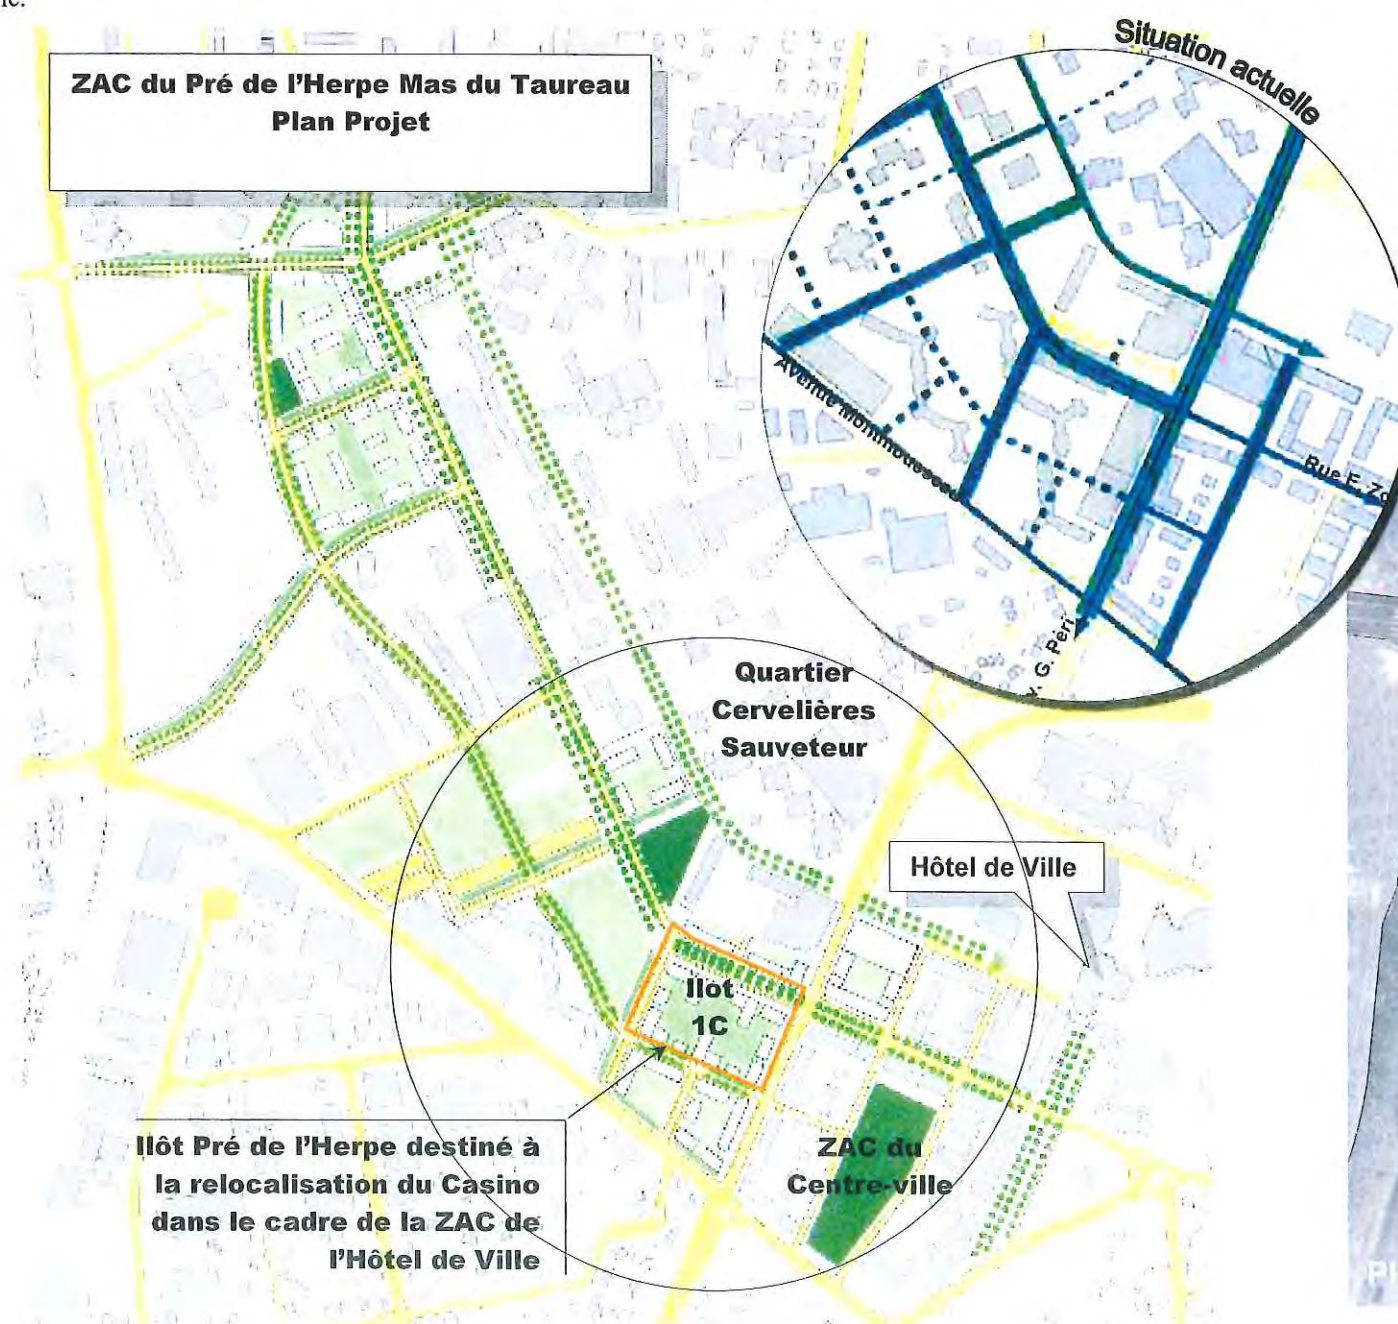 ZAC du Pré de l'Herpe Mas du Taureau
Plan Projet
Situation actuelle
Avenue Montmousseau
Rue E. Zo
. G. Péri
Quartier
Cervelières
Sauveteur
Hôtel de Ville
Ilot
1C
Ilôt Pré de l'Herpe destiné à
la relocalisation du Casino
dans le cadre de la ZAC de
l'Hôtel de Ville
ZAC du
Centre-ville